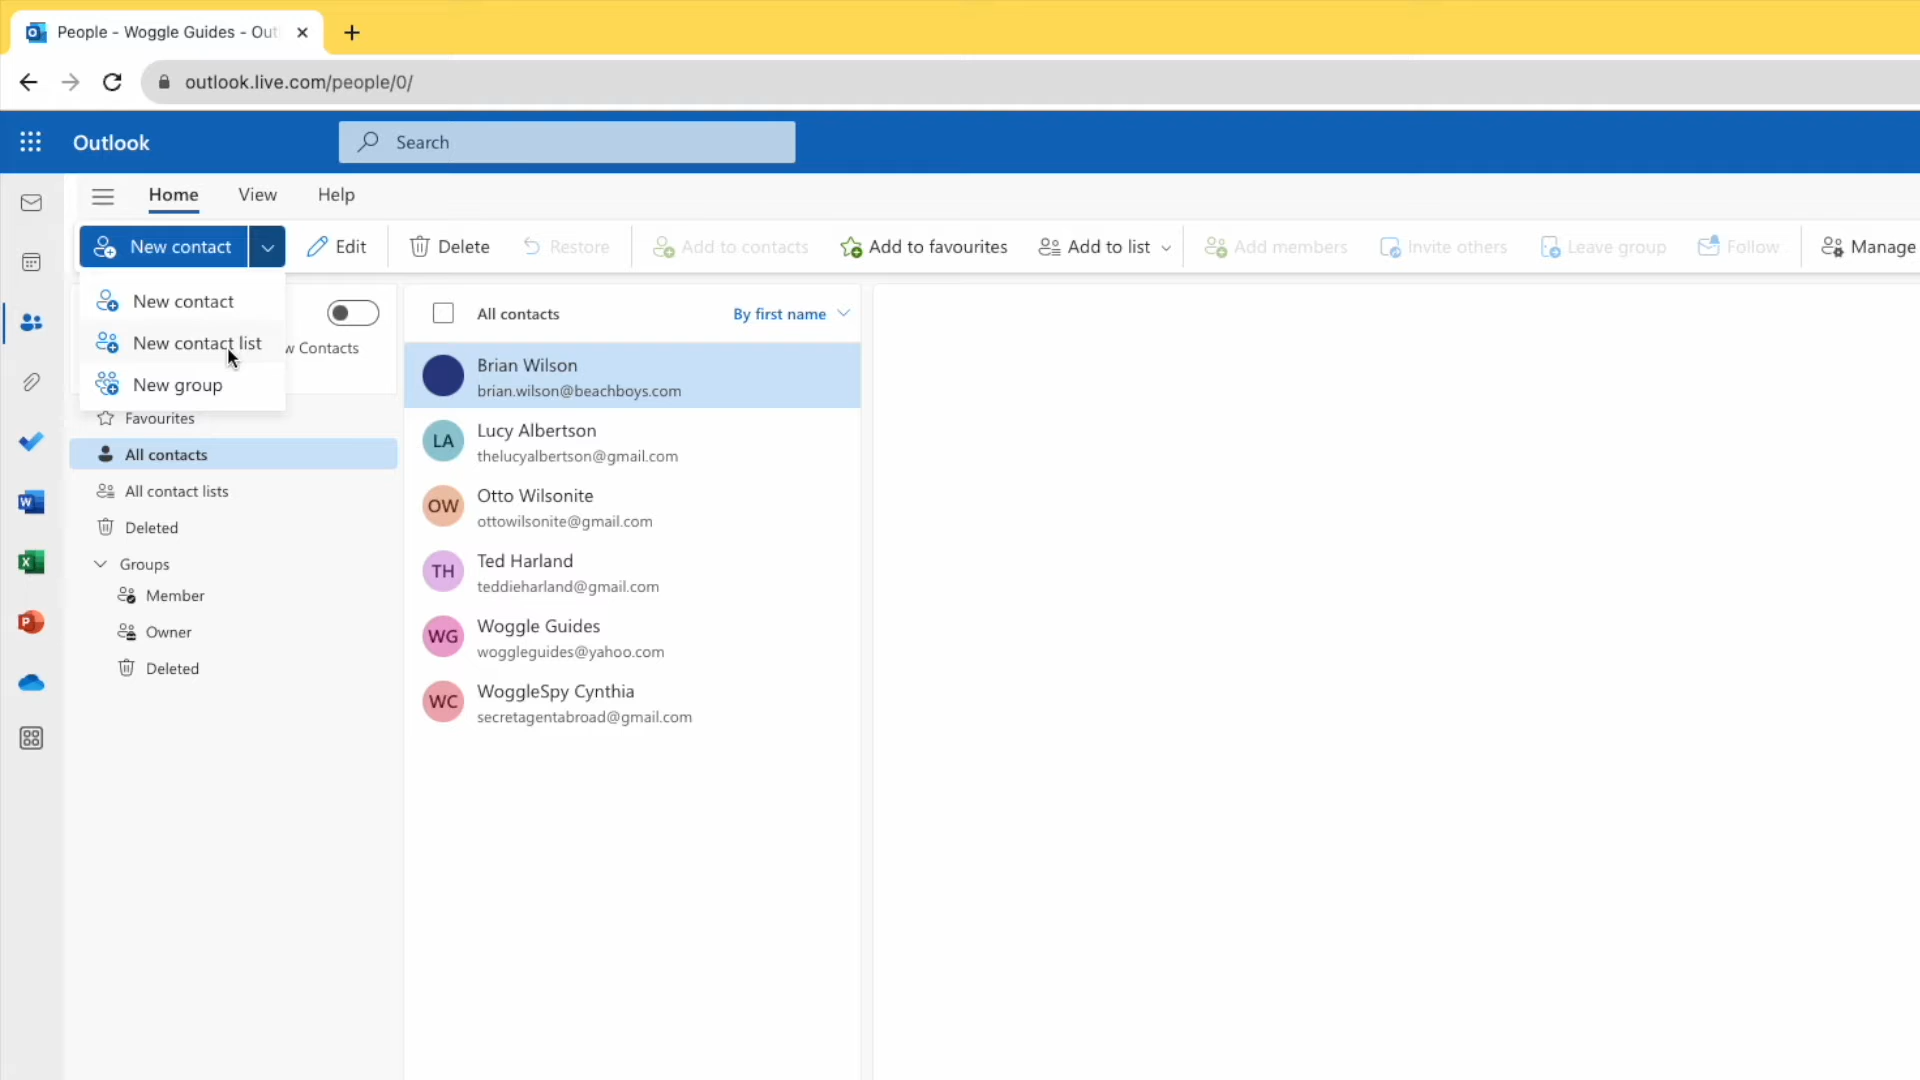 People - Woggle Guides - Out
outlook.live.com/people/0/
Outlook
Search
Home View Help
New contact Edit Delete Restore Add to contacts Add to favourites Add to list Add members Invite others Leave group Follow Manage
New contact
New contact list
New group
w Contacts
Favourites
All contacts
All contact lists
Deleted
Groups
Member
Owner
Deleted
All contacts By first name
Brian Wilson
brian.wilson@beachboys.com
LA Lucy Albertson
thelucyalbertson@gmail.com
OW Otto Wilsonite
ottowilsonite@gmail.com
TH Ted Harland
teddieharland@gmail.com
WG Woggle Guides
woggleguides@yahoo.com
WC WoggleSpy Cynthia
secretagentabroad@gmail.com